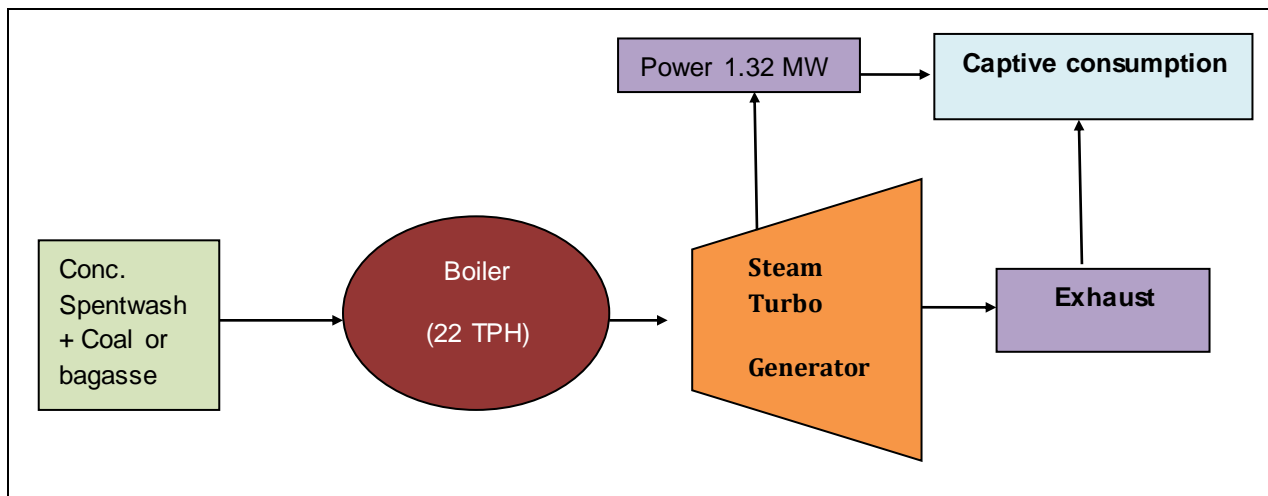 Power 1.32 MW
Captive consumption
Conc.
Spentwash
+ Coal or
bagasse
Boiler
(22 TPH)
Steam
Turbo
Generator
Exhaust